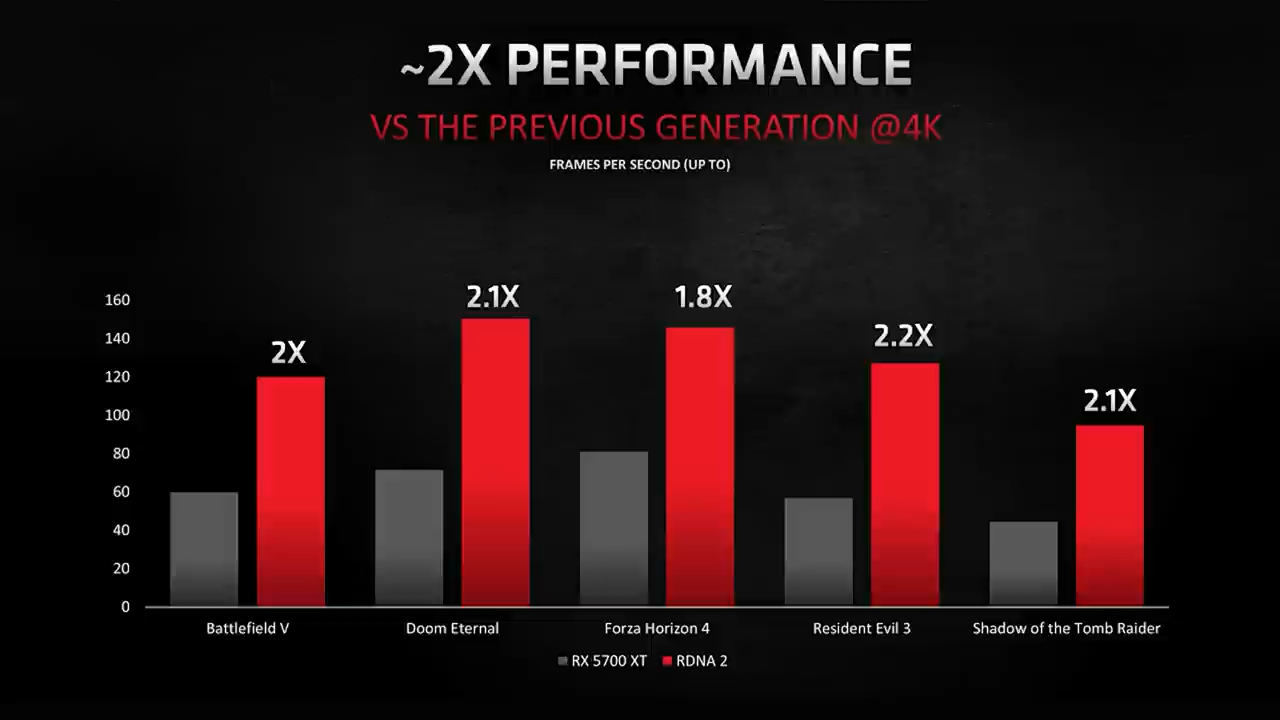 ~2X PERFORMANCE
VS THE PREVIOUS GENERATION @4K
FRAMES PER SECOND (UP TO)
160
140
120
100
80
60
40
20
0
2X
2.1X
1.8X
2.2X
2.1X
Battlefield V
Doom Eternal
Forza Horizon 4
Resident Evil 3
Shadow of the Tomb Raider
RX 5700 XT
RDNA 2